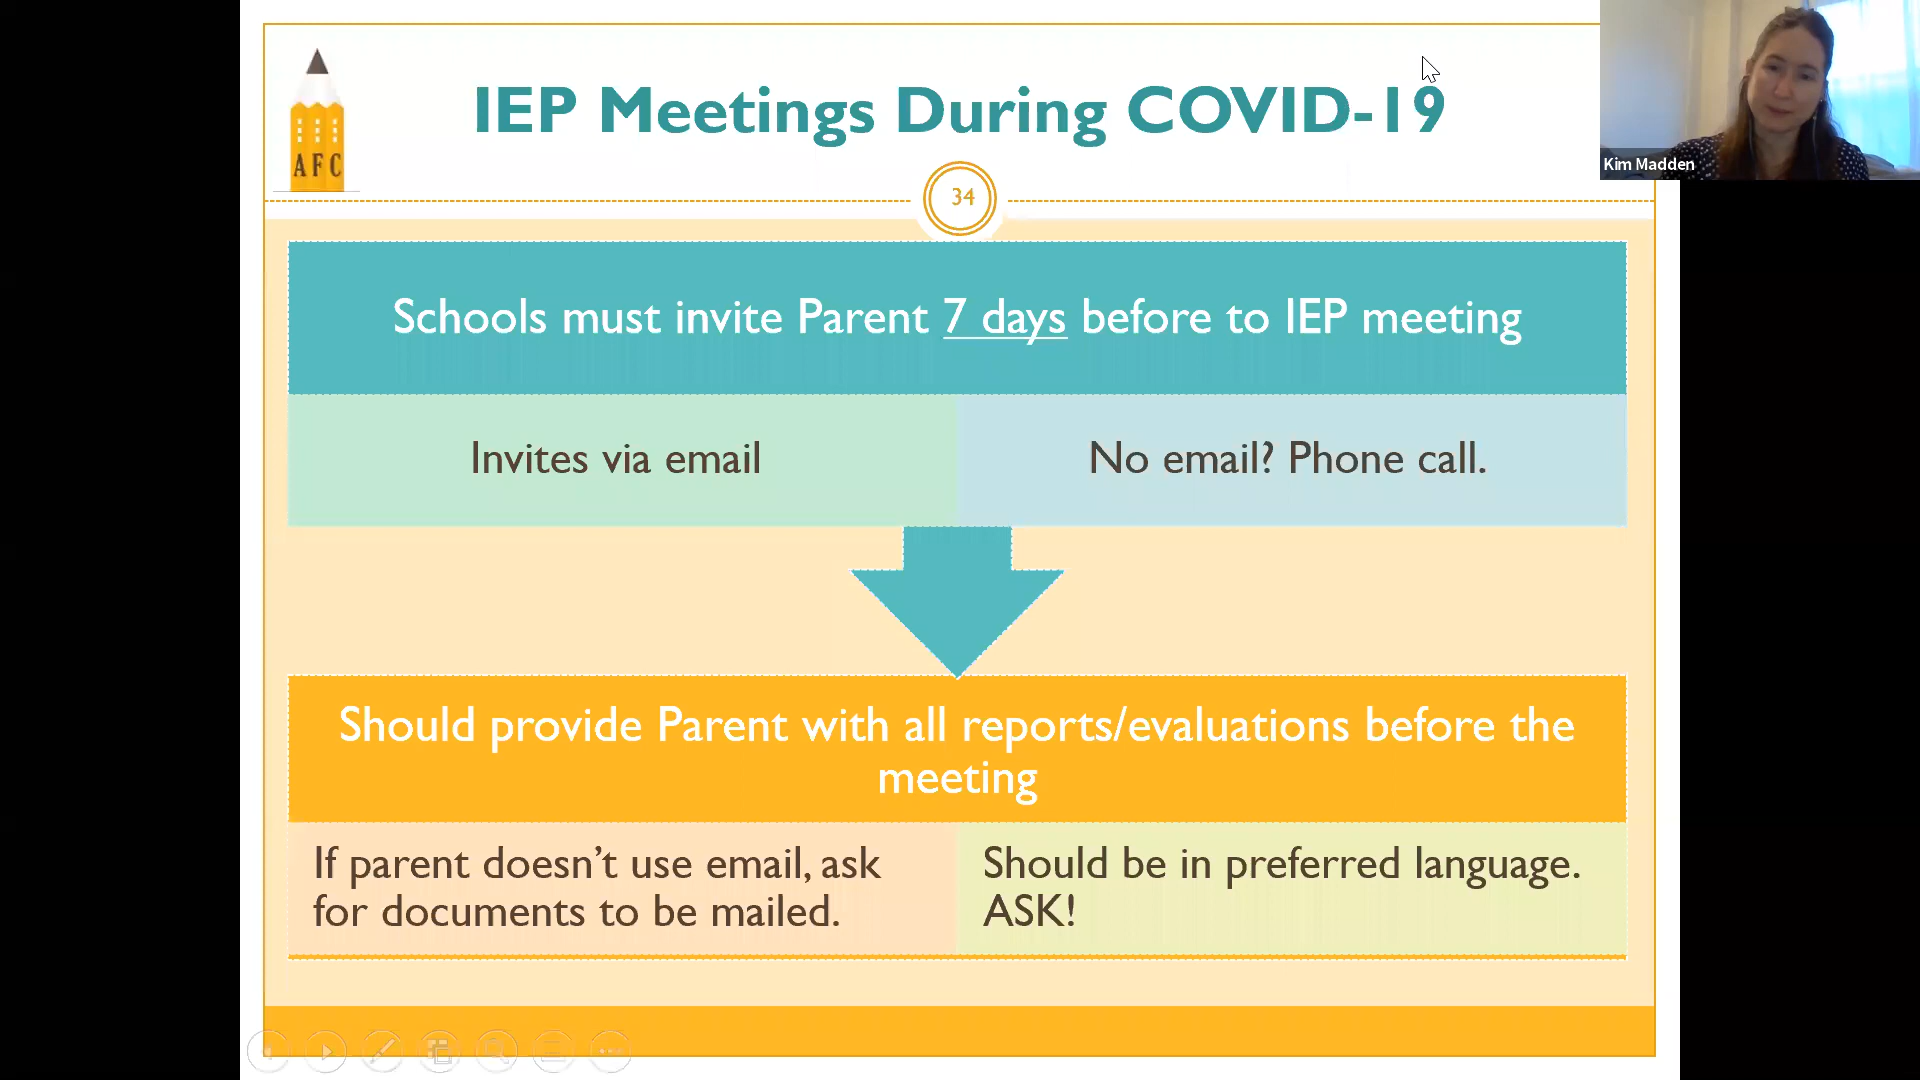 IEP Meetings During COVID-19
AFC
Kim Madden
34
Schools must invite Parent 7 days before to IEP meeting
Invites via email
No email? Phone call.
Should provide Parent with all reports/evaluations before the
meeting
If parent doesn’t use email, ask
for documents to be mailed.
Should be in preferred language.
ASK!